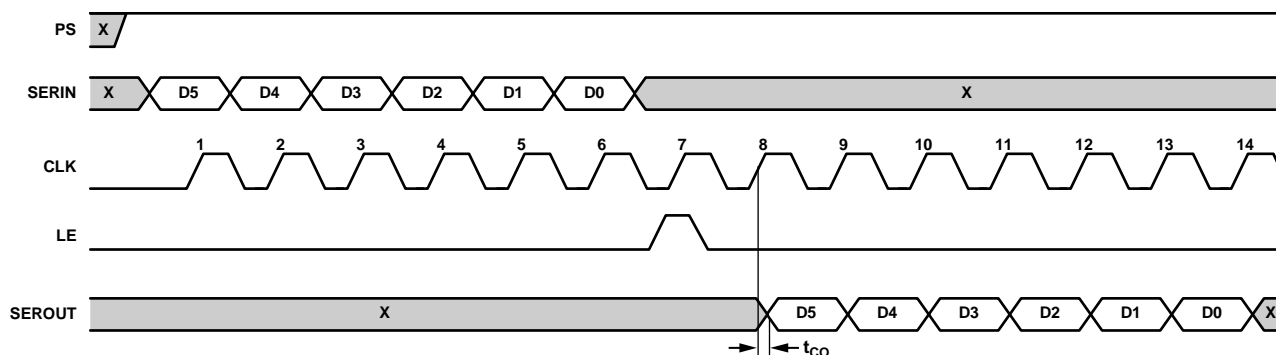 PS X
SERIN X D5 D4 D3 D2 D1 D0 X
1 2 3 4 5 6 7 8 9 10 11 12 13 14
CLK
LE
SEROUT X D5 D4 D3 D2 D1 D0 X
tCO